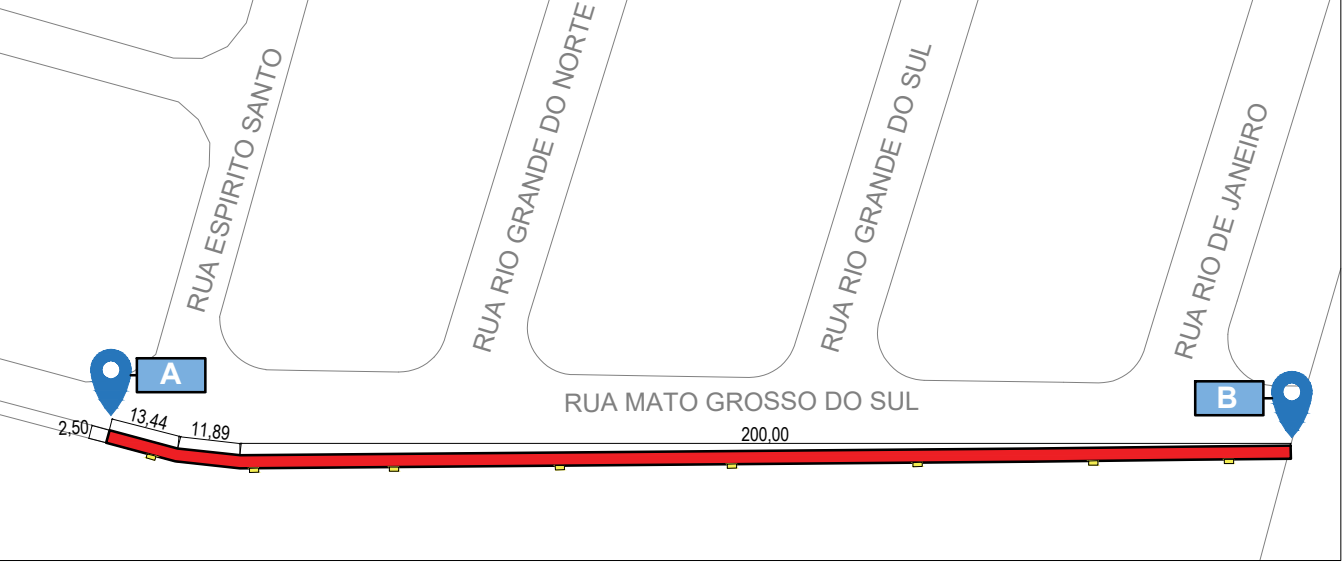 RUA ESPIRITO SANTO
RUA RIO GRANDE DO NORTE
RUA RIO GRANDE DO SUL
RUA RIO DE JANEIRO
A
B
RUA MATO GROSSO DO SUL
2,50
13,44
11,89
200,00